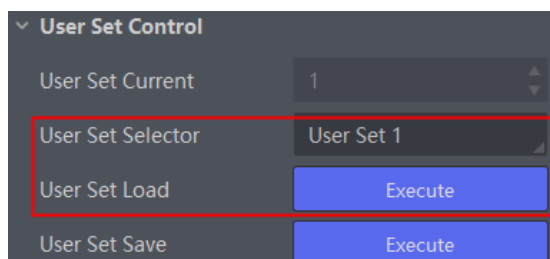 User Set Control
User Set Current 1
User Set Selector User Set 1
User Set Load Execute
User Set Save Execute